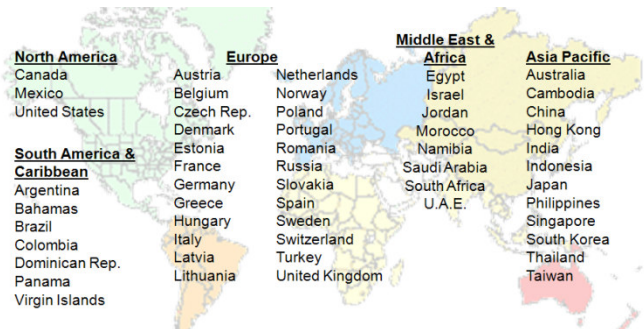 North America
Canada
Mexico
United States
South America &
Caribbean
Argentina
Bahamas
Brazil
Colombia
Dominican Rep.
Panama
Virgin Islands
Europe
Austria
Belgium
Czech Rep.
Denmark
Estonia
France
Germany
Greece
Hungary
Italy
Latvia
Lithuania
Netherlands
Norway
Poland
Portugal
Romania
Russia
Slovakia
Spain
Sweden
Switzerland
Turkey
United Kingdom
Middle East &
Africa
Egypt
Israel
Jordan
Morocco
Namibia
Saudi Arabia
South Africa
U.A.E.
Asia Pacific
Australia
Cambodia
China
Hong Kong
India
Indonesia
Japan
Philippines
Singapore
South Korea
Thailand
Taiwan